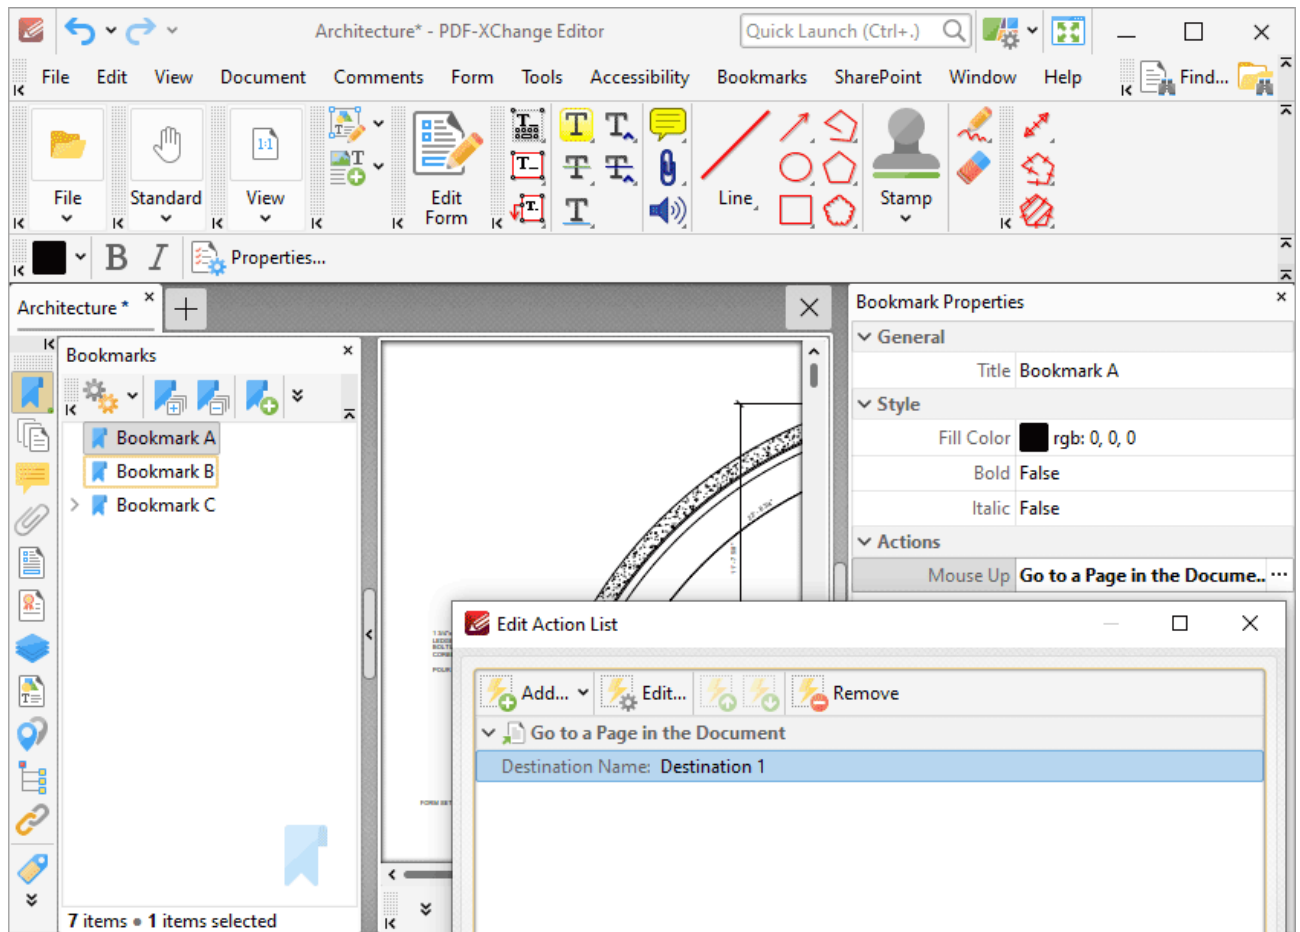 Architecture* - PDF-XChange Editor
Quick Launch (Ctrl+.)
File Edit View Document Comments Form Tools Accessibility Bookmarks SharePoint Window Help
Find...
1:1
File
Standard
View
Edit
Form
Line
Stamp
B I Properties...
Architecture *
Bookmarks
Bookmark A
Bookmark B
Bookmark C
7 items • 1 items selected
FORM SET
Bookmark Properties
General
Title Bookmark A
Style
Fill Color rgb: 0, 0, 0
Bold False
Italic False
Actions
Mouse Up Go to a Page in the Docume.. ...
Edit Action List
Add... Edit... Remove
Go to a Page in the Document
Destination Name: Destination 1